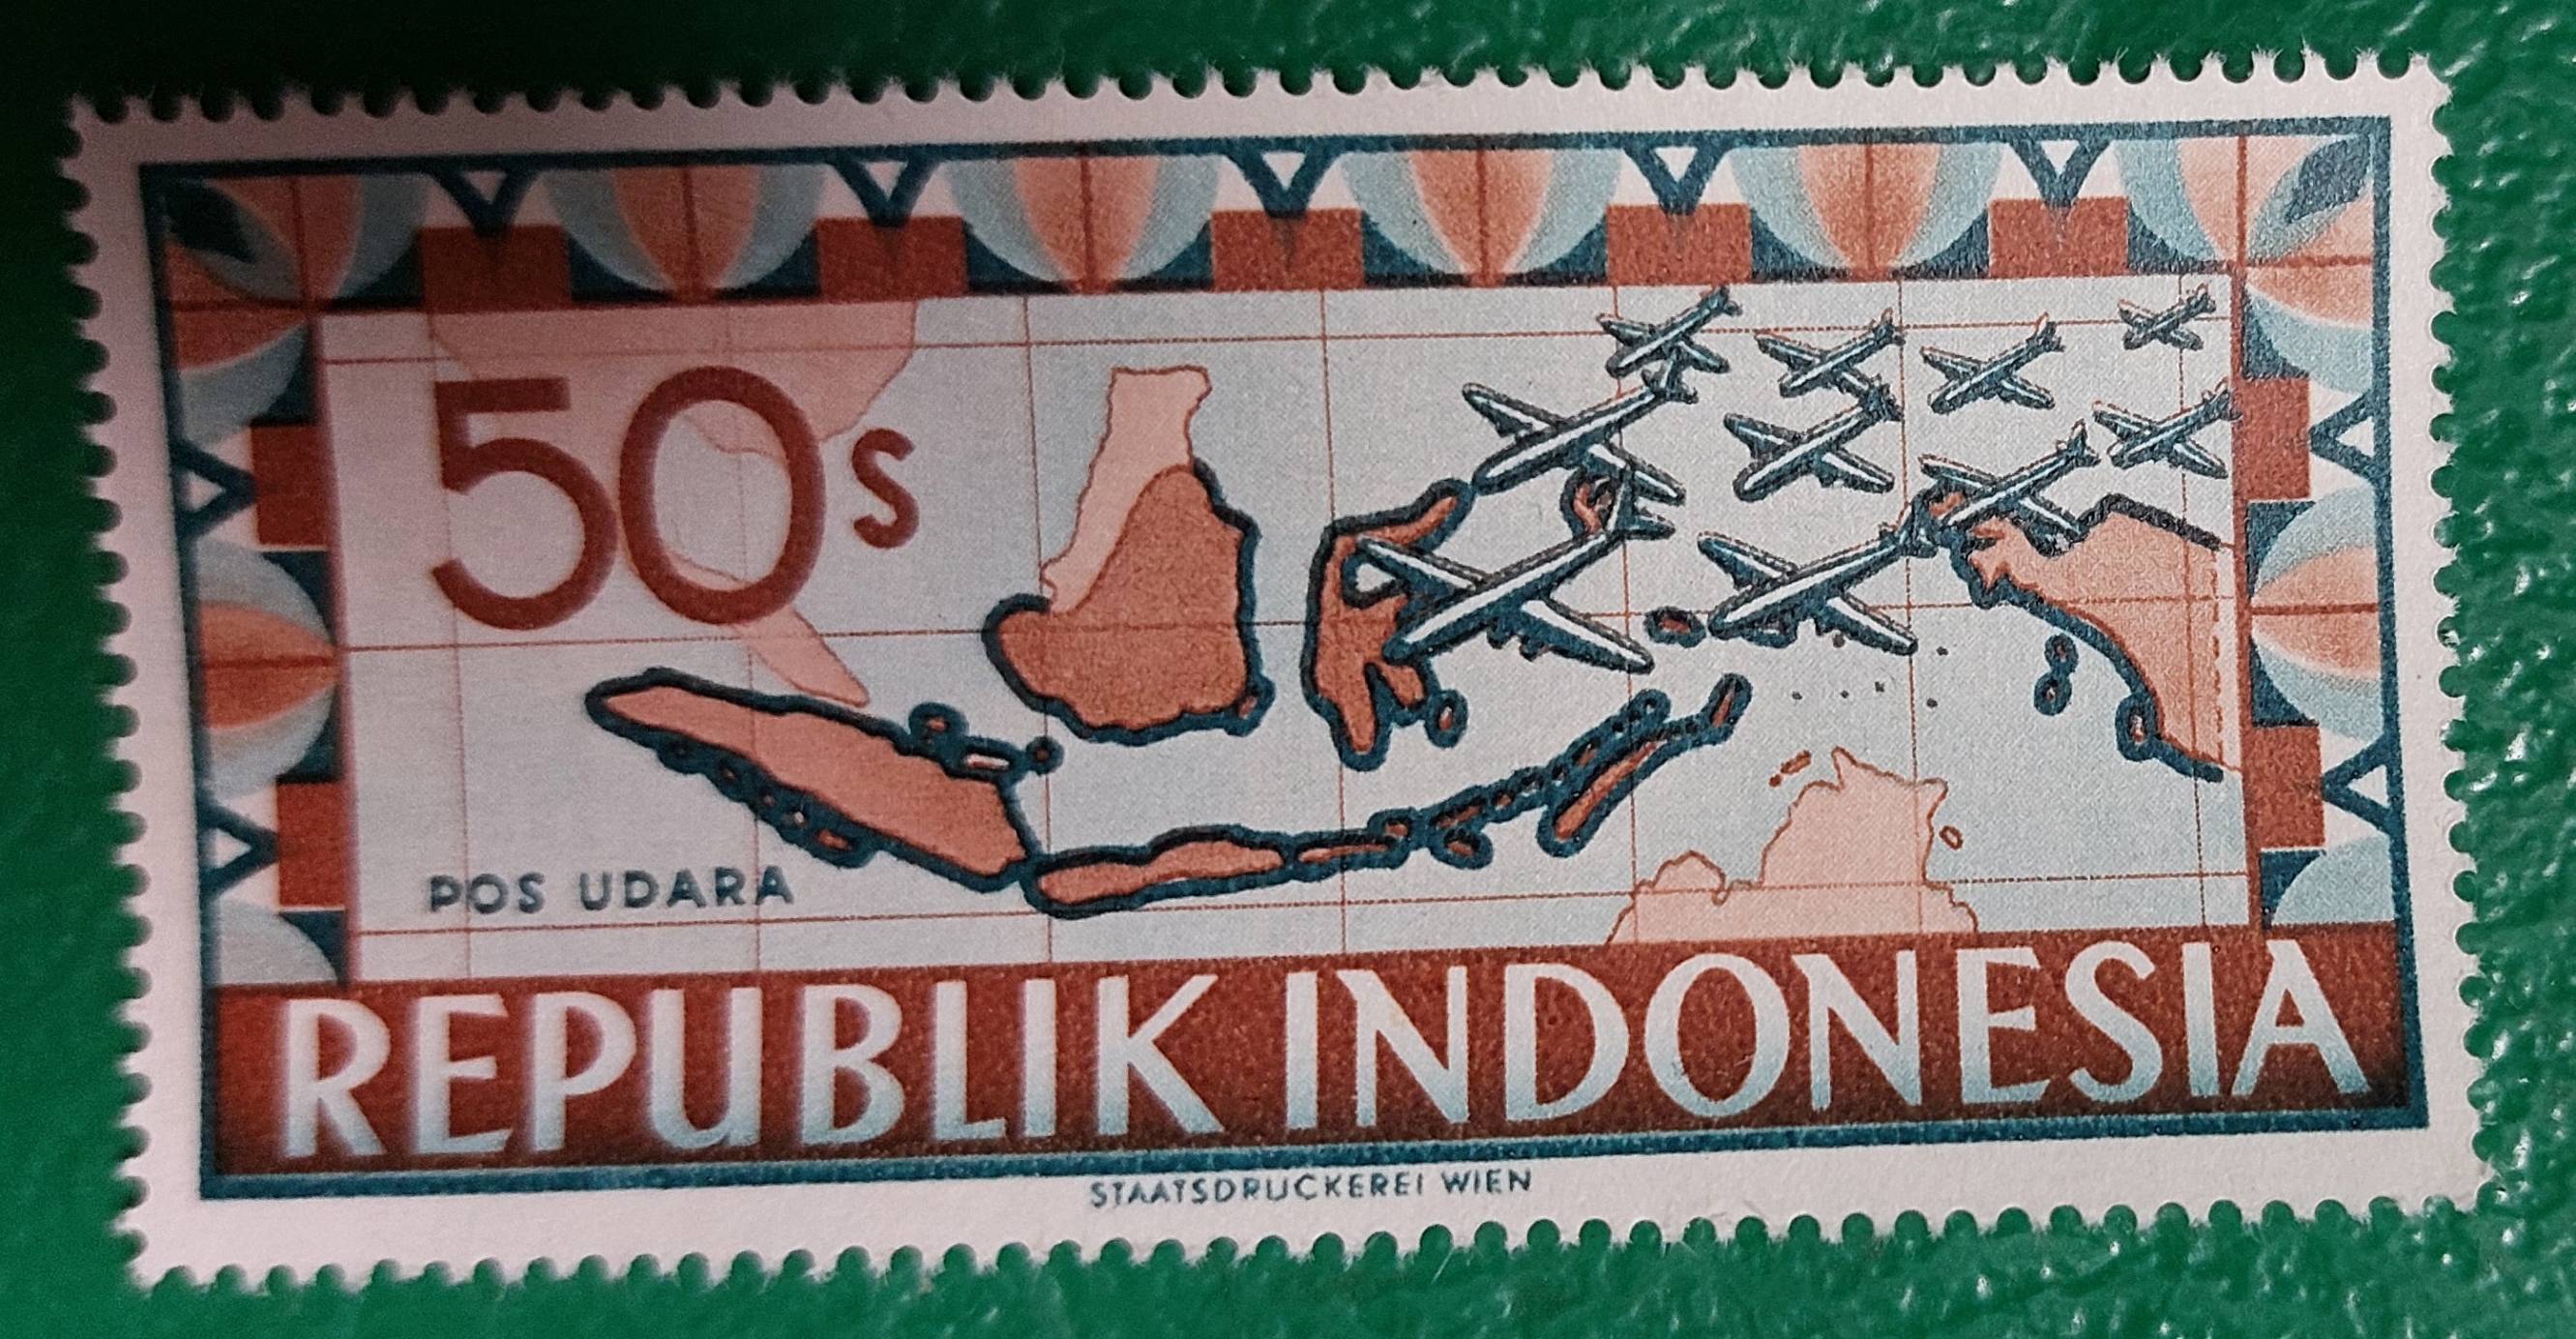 50s
POS UDARA
REPUBLIK INDONESIA
STAATSDRUCKEREI WIEN